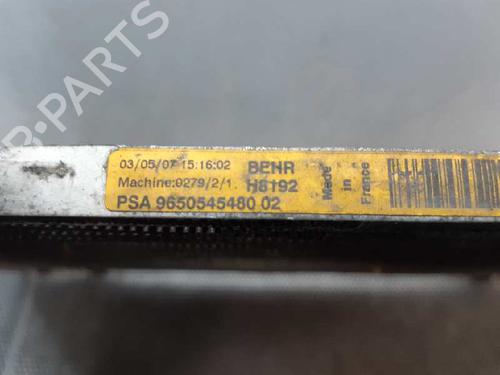 B-PARTS
03/05/07 15:16:02 BEHR
Machine:0279/2/1. H8192
PSA 9650545480 02
Made
in
France